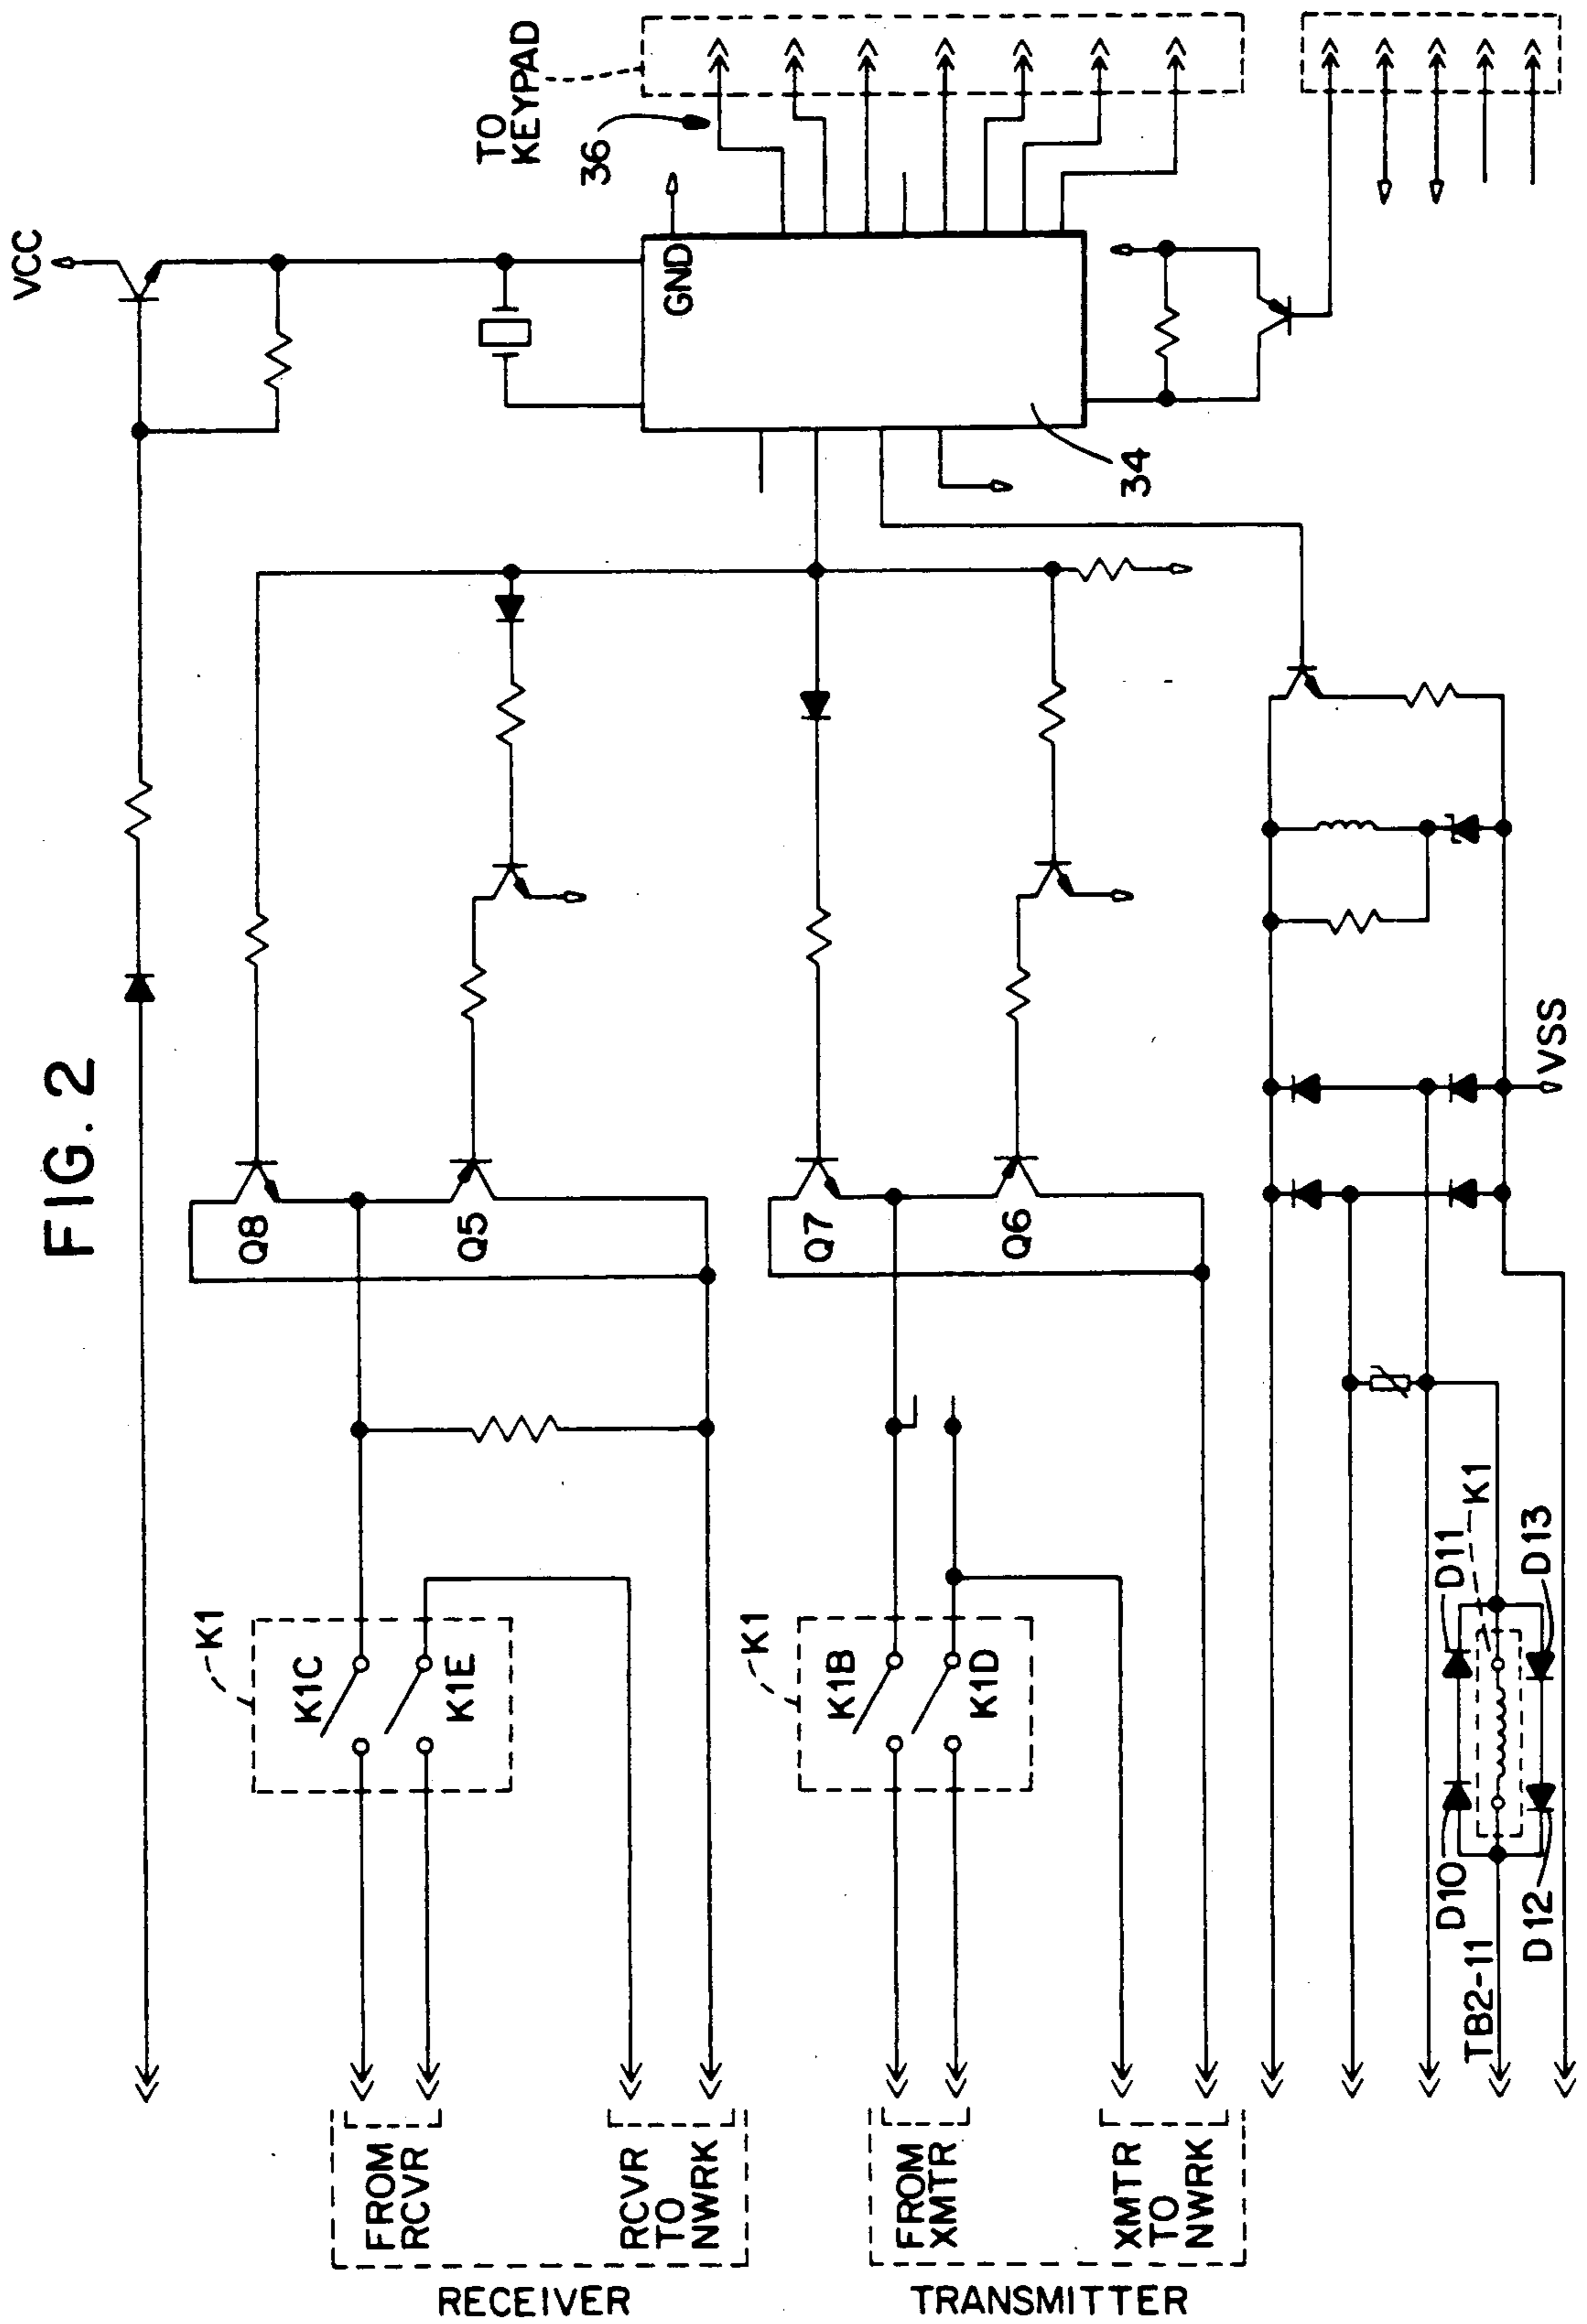 FIG. 2
VCC
TO
KEYPAD
36
GND
34
Q8
Q5
Q7
Q6
VSS
K1
K1C
K1E
K1
K1B
K1D
K1
D11
D13
D10
D12
TB2-11
FROM
RCVR
RCVR
TO
NWRK
RECEIVER
FROM
XMTR
XMTR
TO
NWRK
TRANSMITTER